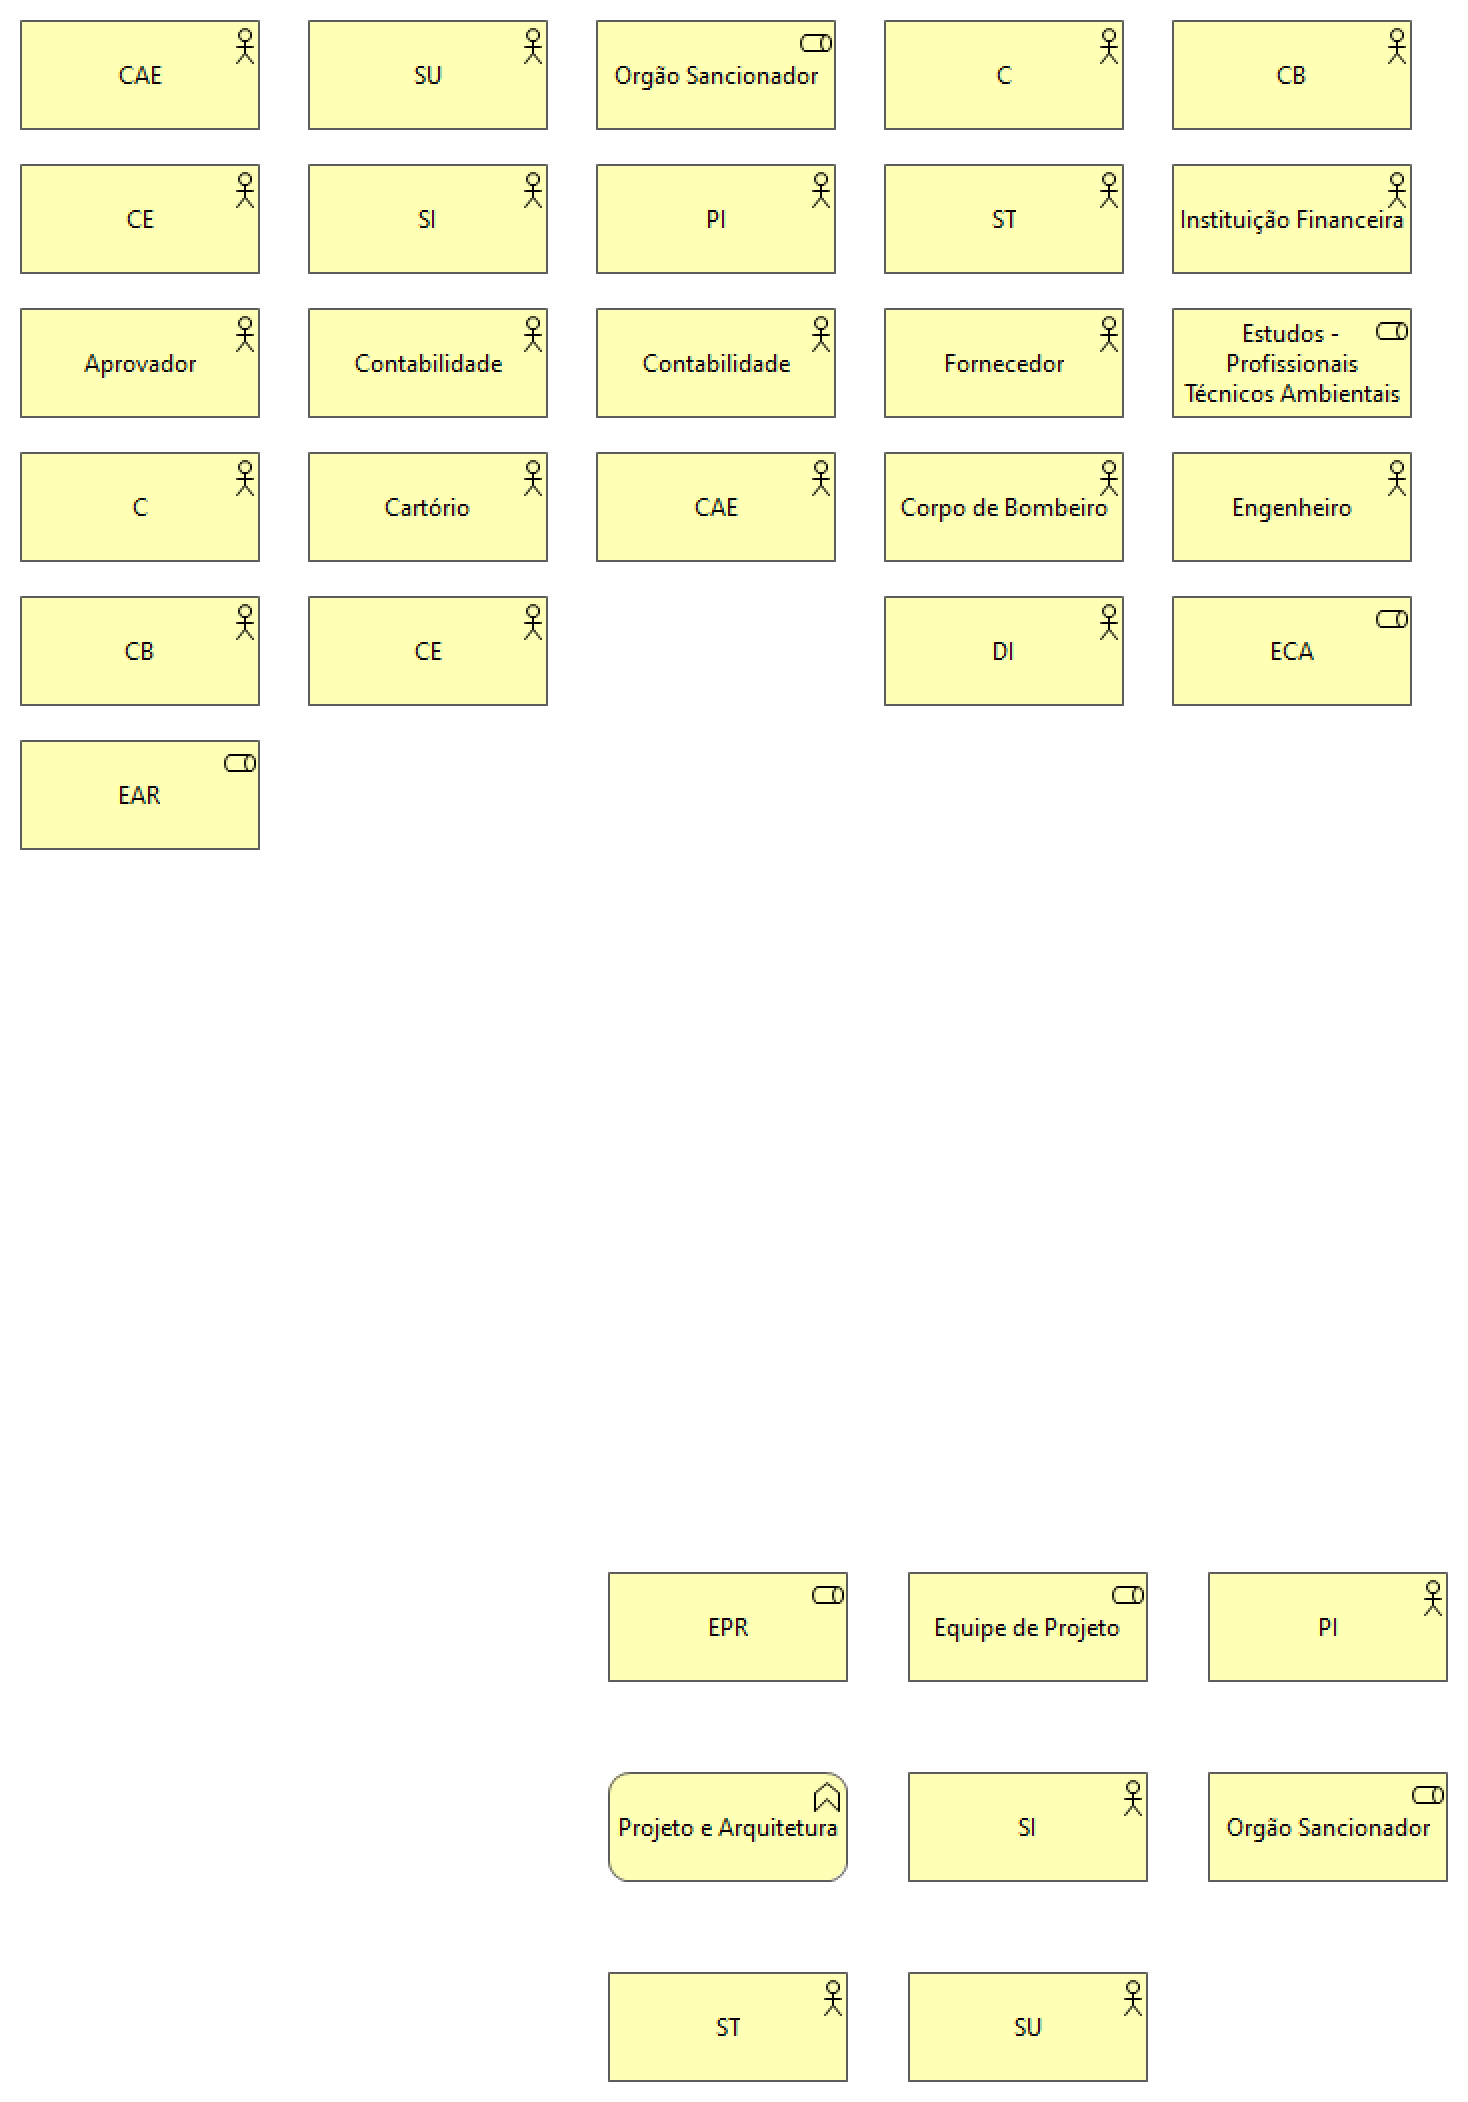 CAE
SU
Orgão Sancionador
C
CB
CE
SI
PI
ST
Instituição Financeira
Aprovador
Contabilidade
Contabilidade
Fornecedor
Estudos -
Profissionais
Técnicos Ambientais
C
Cartório
CAE
Corpo de Bombeiro
Engenheiro
CB
CE
DI
ECA
EAR
EPR
Equipe de Projeto
PI
Projeto e Arquitetura
SI
Orgão Sancionador
ST
SU